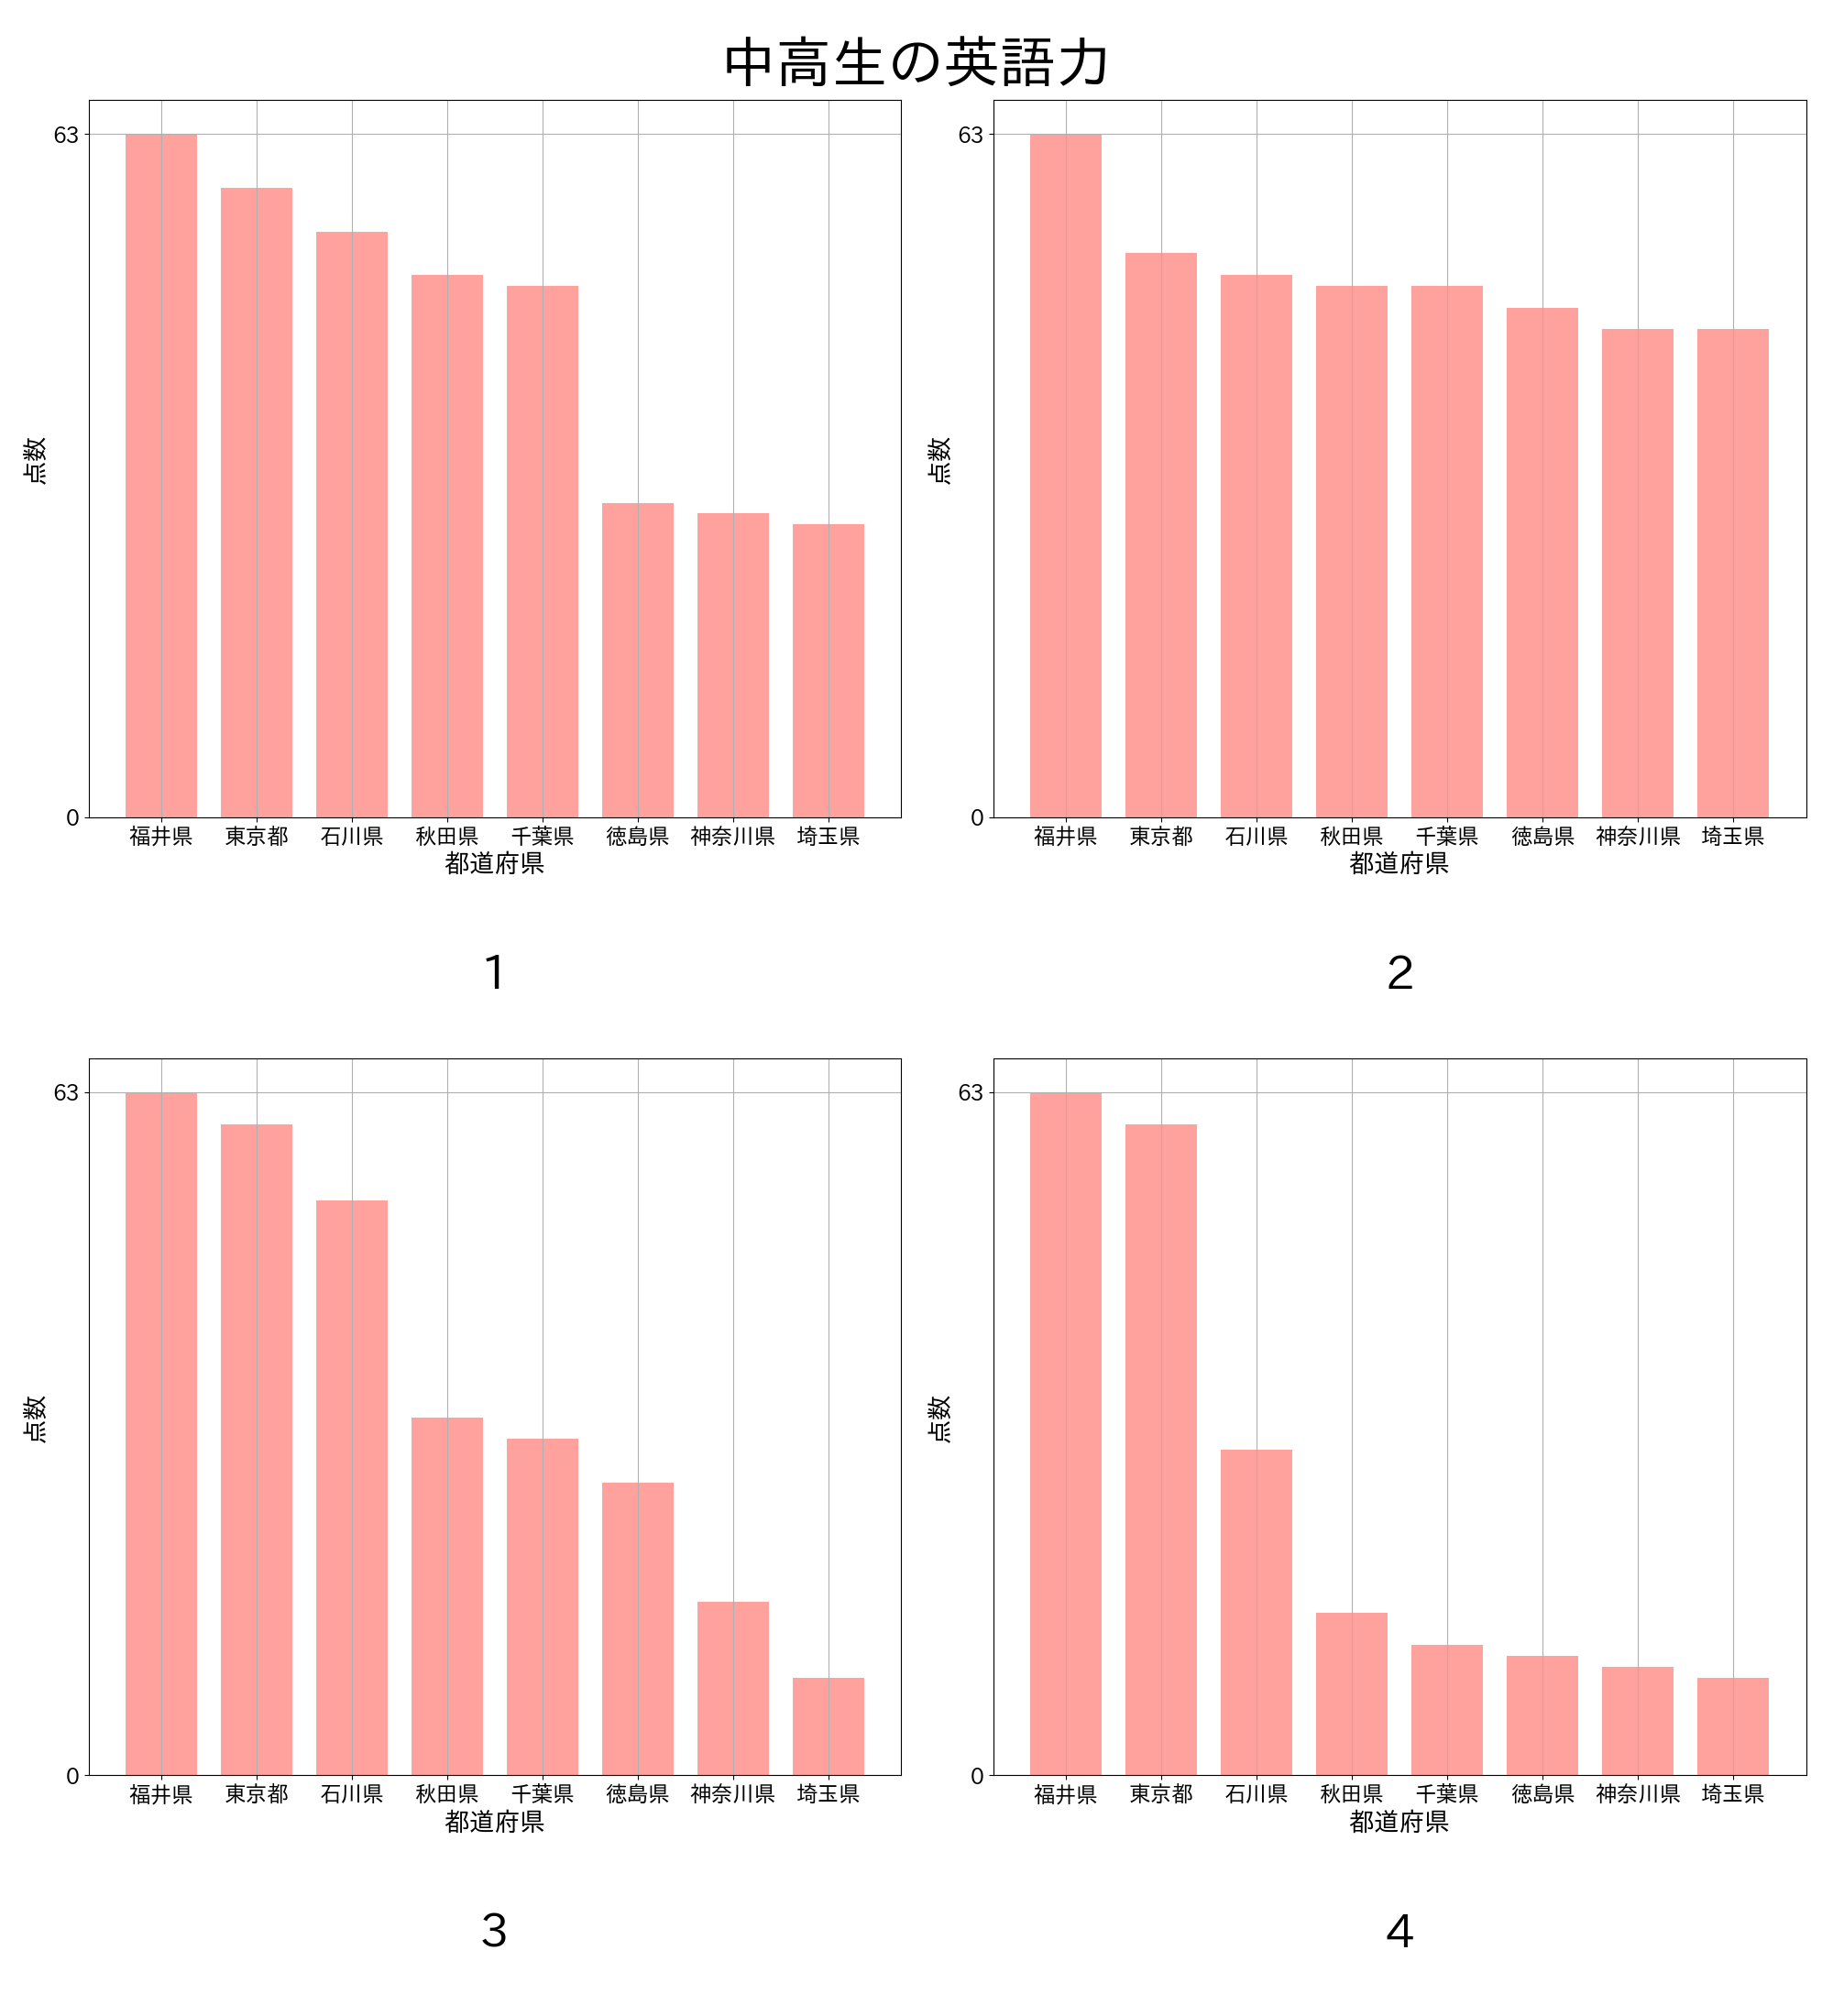 中高生の英語力
63
0
点数
福井県 東京都 石川県 秋田県 千葉県 徳島県 神奈川県 埼玉県
都道府県
1
63
0
点数
福井県 東京都 石川県 秋田県 千葉県 徳島県 神奈川県 埼玉県
都道府県
2
63
0
点数
福井県 東京都 石川県 秋田県 千葉県 徳島県 神奈川県 埼玉県
都道府県
3
63
0
点数
福井県 東京都 石川県 秋田県 千葉県 徳島県 神奈川県 埼玉県
都道府県
4